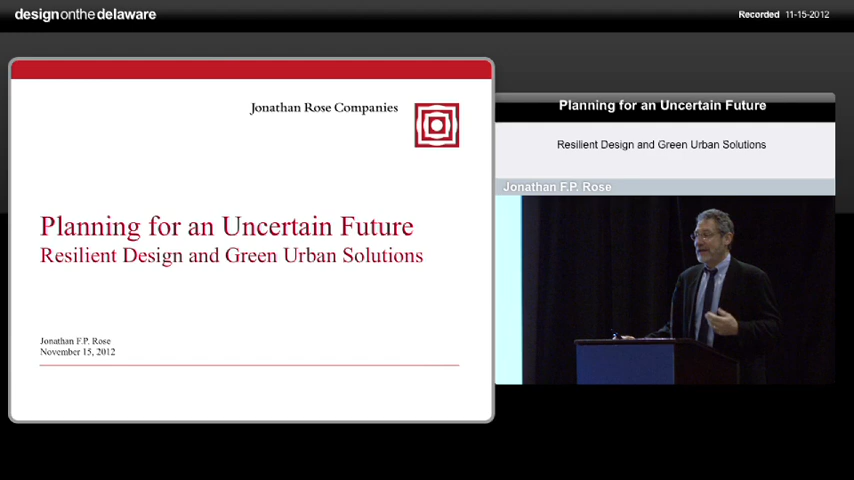 designonthedelaware
Recorded 11-15-2012
Jonathan Rose Companies
Planning for an Uncertain Future
Resilient Design and Green Urban Solutions
Jonathan F.P. Rose
November 15, 2012
Planning for an Uncertain Future
Resilient Design and Green Urban Solutions
Jonathan F.P. Rose